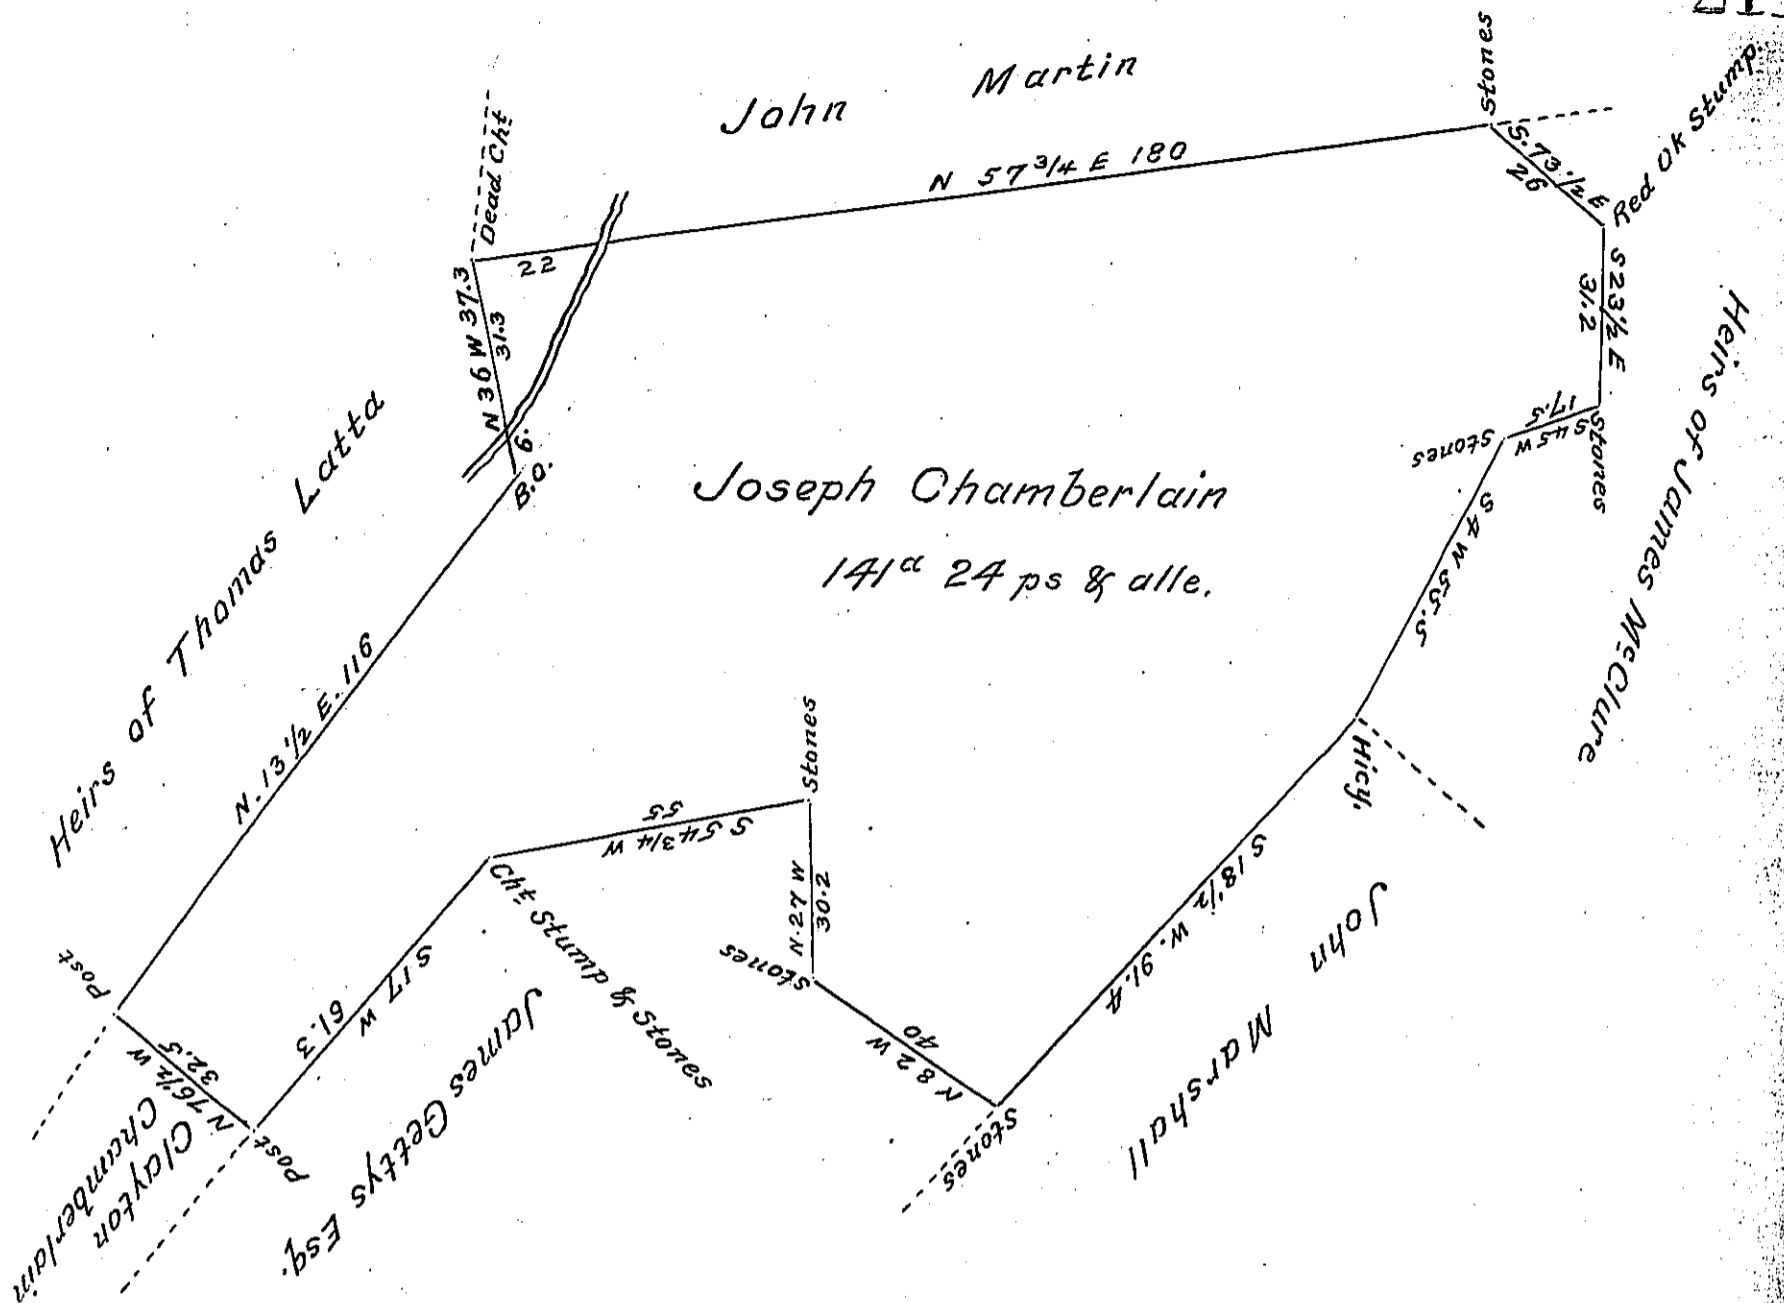 John Martin
Stones
Dead Cht
N 57 3/4 E 180
22
S. 73 1/2 E
26
Red Ok Stump.
S 23 1/2 E
31.2
Heirs of James McClure
N 36 W 37.3
31.3
6.
B.O.
Stones
S 45 W
17.5
Stones
Heirs of Thomas Latta
Joseph Chamberlain
141a 24 ps & alle.
S 4 W 55.5
Hicy.
N. 13 1/2 E. 116
Stones
S 54 3/4 W
55
S 18 1/2 W. 91.4
John Marshall
N. 27 W
30.2
Stones
N 82 W
40
Stones
Cht Stump & Stones
S 17 W
61.3
James Gettys Esq.
Post
N 76 1/2 W
32.5
Post
Clayton
Chamberlain